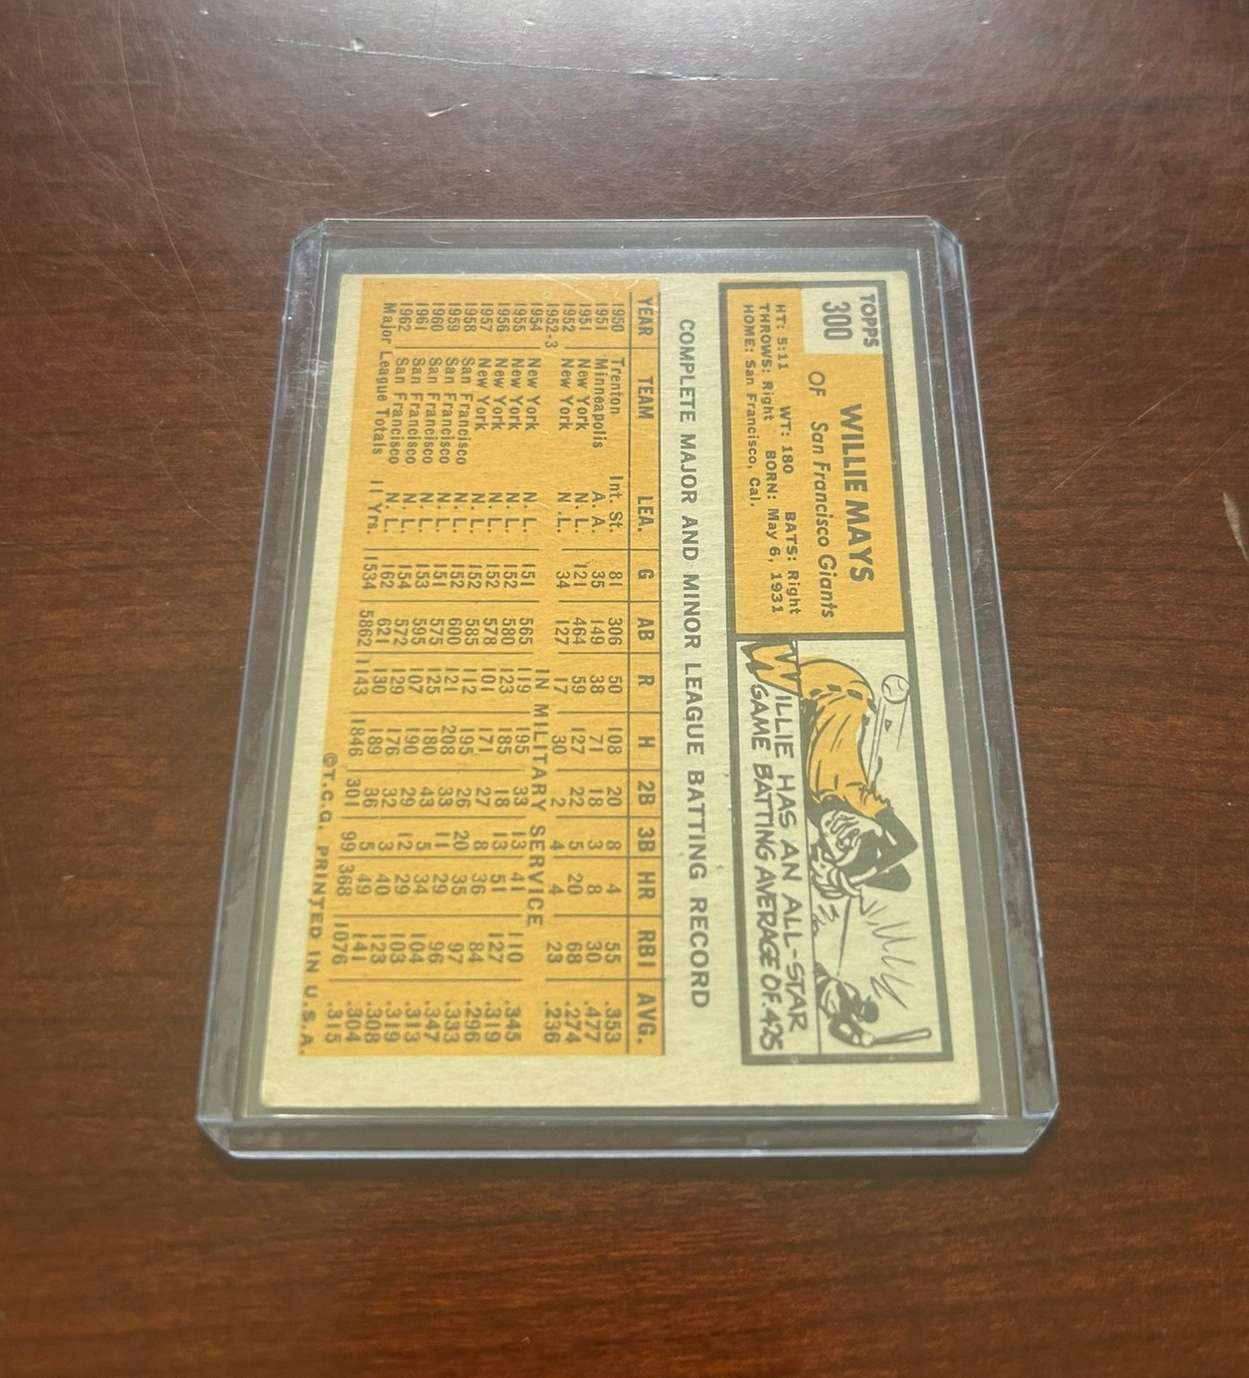 TOPPS
300
WILLIE MAYS
OF San Francisco Giants
HT: 5:11 WT: 180 BATS: Right
THROWS: Right BORN: May 6, 1931
HOME: San Francisco, Cal.
WILLIE HAS AN ALL-STAR
GAME BATTING AVERAGE OF .425
COMPLETE MAJOR AND MINOR LEAGUE BATTING RECORD
YEAR TEAM LEA. G AB R H 2B 3B HR RBI AVG.
1950 Trenton Int. St. 81 306 50 108 20 8 4 55 .353
1951 Minneapolis A. A. 35 149 38 71 18 3 8 30 .477
1951 New York N. L. 121 464 59 127 22 5 20 68 .274
1952 New York N. L. 34 127 17 30 2 4 4 23 .236
1952-3 IN MILITARY SERVICE
1954 New York N. L. 151 565 119 195 33 13 41 110 .345
1955 New York N. L. 152 580 123 185 18 13 51 127 .319
1956 New York N. L. 152 578 101 171 27 8 36 84 .296
1957 New York N. L. 152 585 112 195 26 20 35 97 .333
1958 San Francisco N. L. 152 600 121 208 33 11 29 96 .347
1959 San Francisco N. L. 151 575 125 180 43 5 34 104 .313
1960 San Francisco N. L. 153 595 107 190 29 12 29 103 .319
1961 San Francisco N. L. 154 572 129 176 32 3 40 123 .308
1962 San Francisco N. L. 162 621 130 189 36 5 49 141 .304
Major League Totals 11 Yrs. 1534 5862 1143 1846 301 99 368 1076 .315
©T.C.G. PRINTED IN U.S.A.